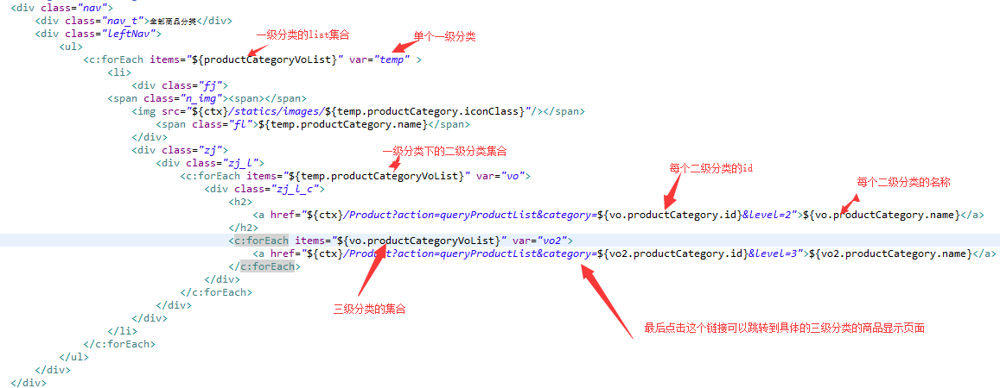 <div class="nav">
<div class="nav_t">全部商品分类</div>
<div class="leftNav">
一级分类的list集合
单个一级分类
<ul>
<c:forEach items="${productCategoryVoList}" var="temp" >
<li>
<div class="fj">
<span class="n_img"><span></span>
<img src="${ctx}/statics/images/${temp.productCategory.iconClass}"/></span>
<span class="fl">${temp.productCategory.name}</span>
</div>
<div class="zj">
一级分类下的二级分类集合
<div class="zj_l">
每个二级分类的id
<c:forEach items="${temp.productCategoryVoList}" var="vo">
每个二级分类的名称
<div class="zj_l_c">
<h2>
<a href="${ctx}/Product?action=queryProductList&category=${vo.productCategory.id}&level=2">${vo.productCategory.name}</a>
</h2>
<c:forEach items="${vo.productCategoryVoList}" var="vo2">
<a href="${ctx}/Product?action=queryProductList&category=${vo2.productCategory.id}&level=3">${vo2.productCategory.name}</a>
</c:forEach>
</div>
</c:forEach>
</div>
三级分类的集合
</div>
最后点击这个链接可以跳转到具体的三级分类的商品显示页面
</li>
</c:forEach>
</ul>
</div>
</div>